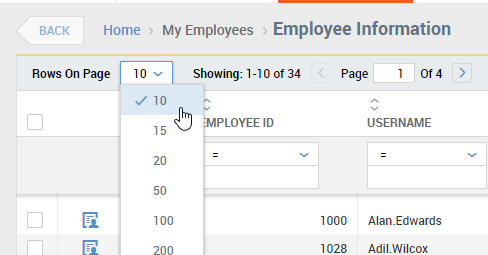 BACK Home › My Employees › Employee Information
Rows On Page 10 Showing: 1-10 of 34 Page 1 Of 4
10
15
20
50
100
200
EMPLOYEE ID USERNAME
= =
1000 Alan.Edwards
1028 Adil.Wilcox